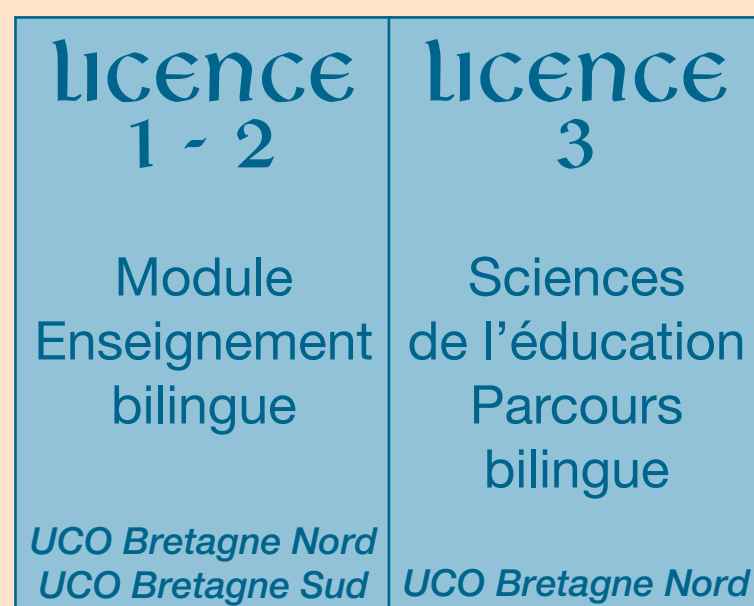 Licence
1 - 2
Module
Enseignement
bilingue
UCO Bretagne Nord
UCO Bretagne Sud
Licence
3
Sciences
de l’éducation
Parcours
bilingue
UCO Bretagne Nord